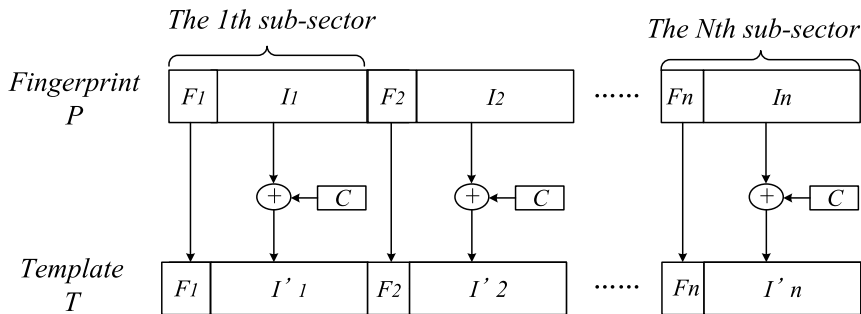 The 1th sub-sector
The Nth sub-sector
Fingerprint
P
F1 I1 F2 I2 ...... Fn In
+ C + C + C
Template
T
F1 I’1 F2 I’2 ...... Fn I’n